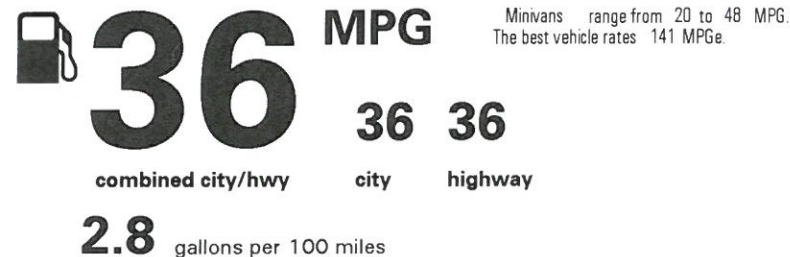 36 MPG
Minivans range from 20 to 48 MPG.
The best vehicle rates 141 MPGe.
36 36
combined city/hwy city highway
2.8 gallons per 100 miles